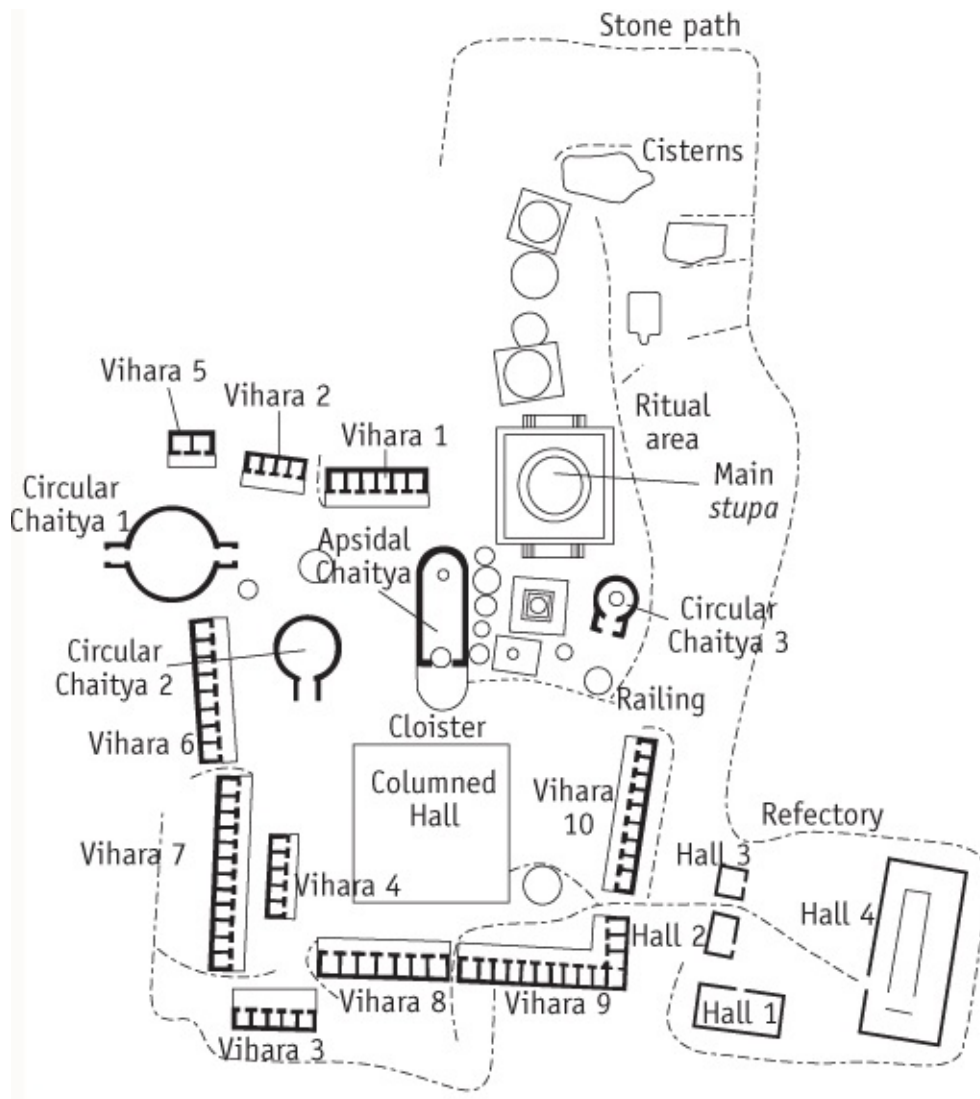 Stone path
Cisterns
Vihara 5
Vihara 2
Vihara 1
Ritual
area
Main
stupa
Circular
Chaitya 1
Apsidal
Chaitya
Circular
Chaitya 3
Circular
Chaitya 2
Railing
Cloister
Vihara 6
Columned
Hall
Vihara
10
Refectory
Vihara 7
Hall 3
Vihara 4
Hall 4
Hall 2
Vihara 8
Vihara 9
Hall 1
Vihara 3